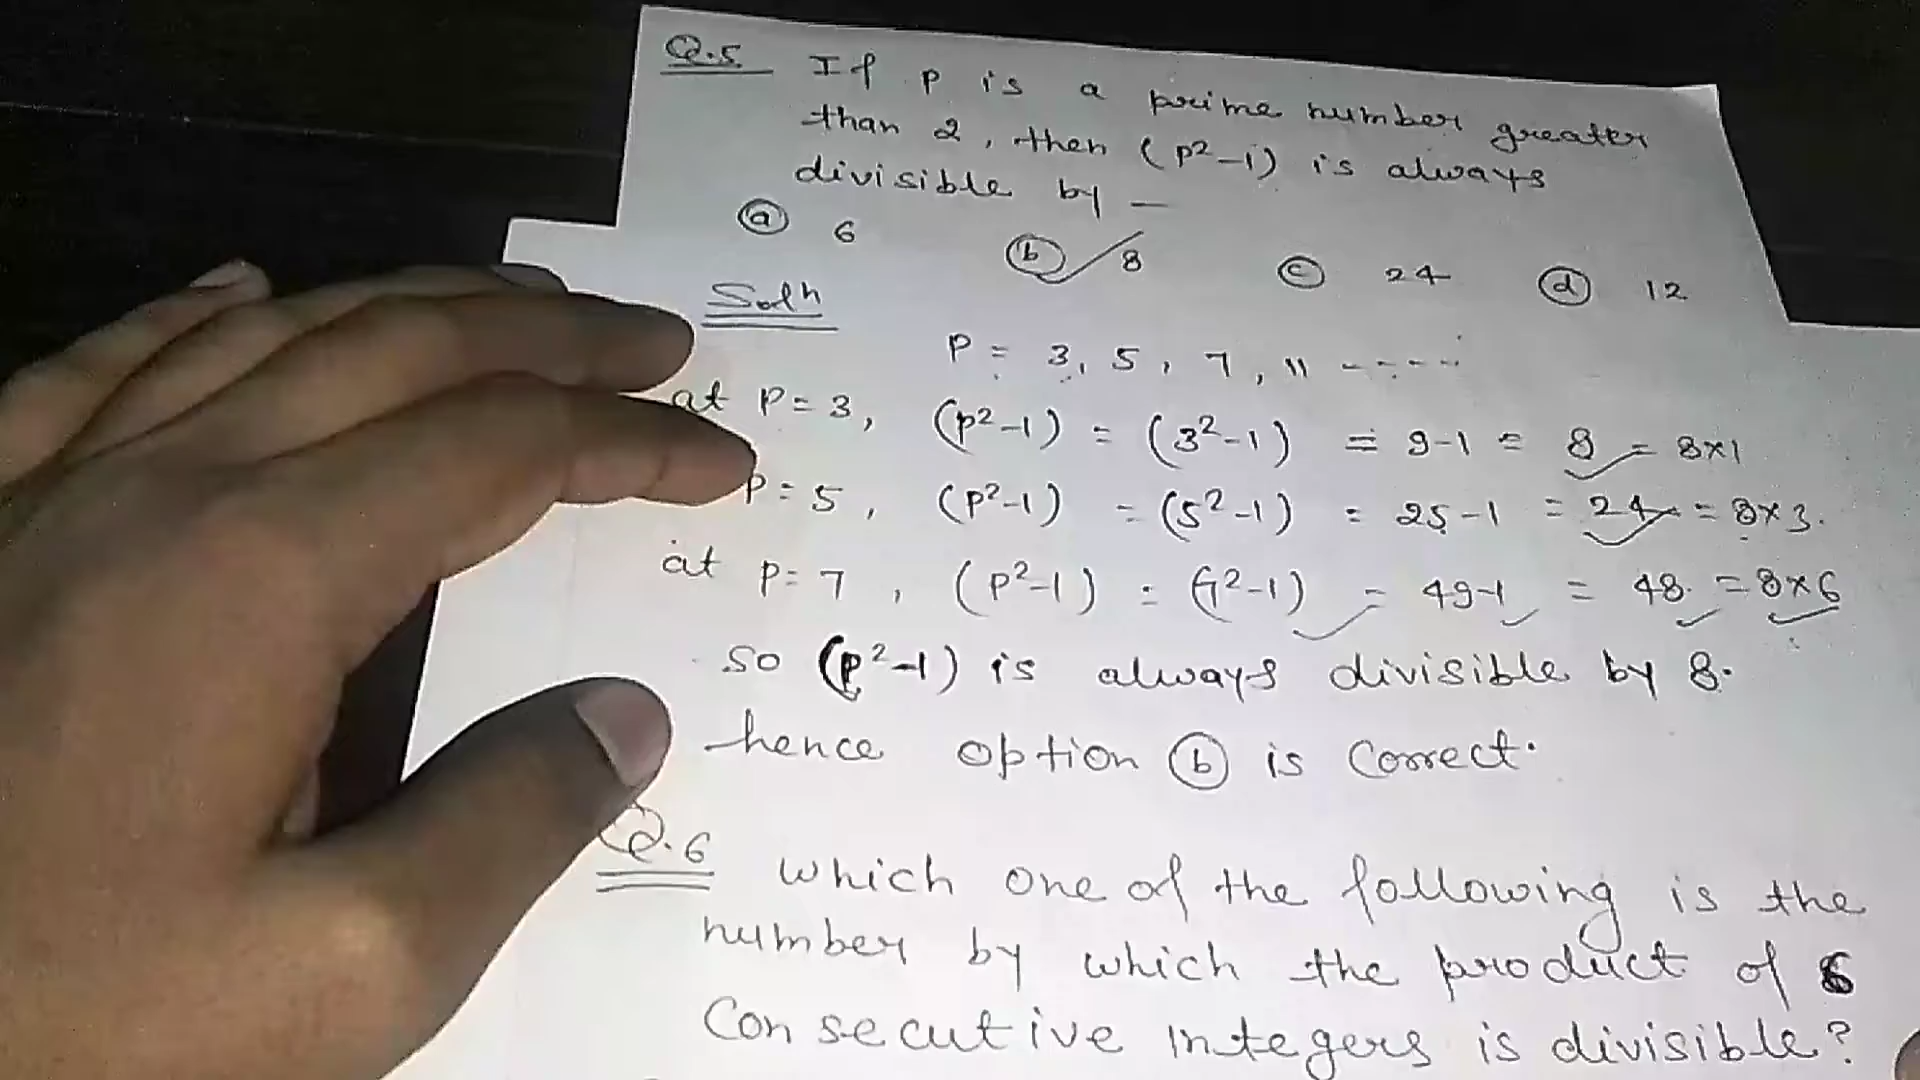 Q.5 If p is a prime number greater
than 2, then (p²-1) is always
divisible by —
(a) 6 (b) 8 (c) 24 (d) 12
Solh
P = 3, 5, 7, 11 -----
at P=3, (p²-1) = (3²-1) = 9-1 = 8 = 8×1
P=5, (p²-1) = (5²-1) = 25-1 = 24 = 8×3.
at p=7, (p²-1) = (7²-1) = 49-1 = 48 = 8×6
so (p²-1) is always divisible by 8.
hence option (b) is correct.
Q.6 which one of the following is the
number by which the product of 6
Consecutive integers is divisible?